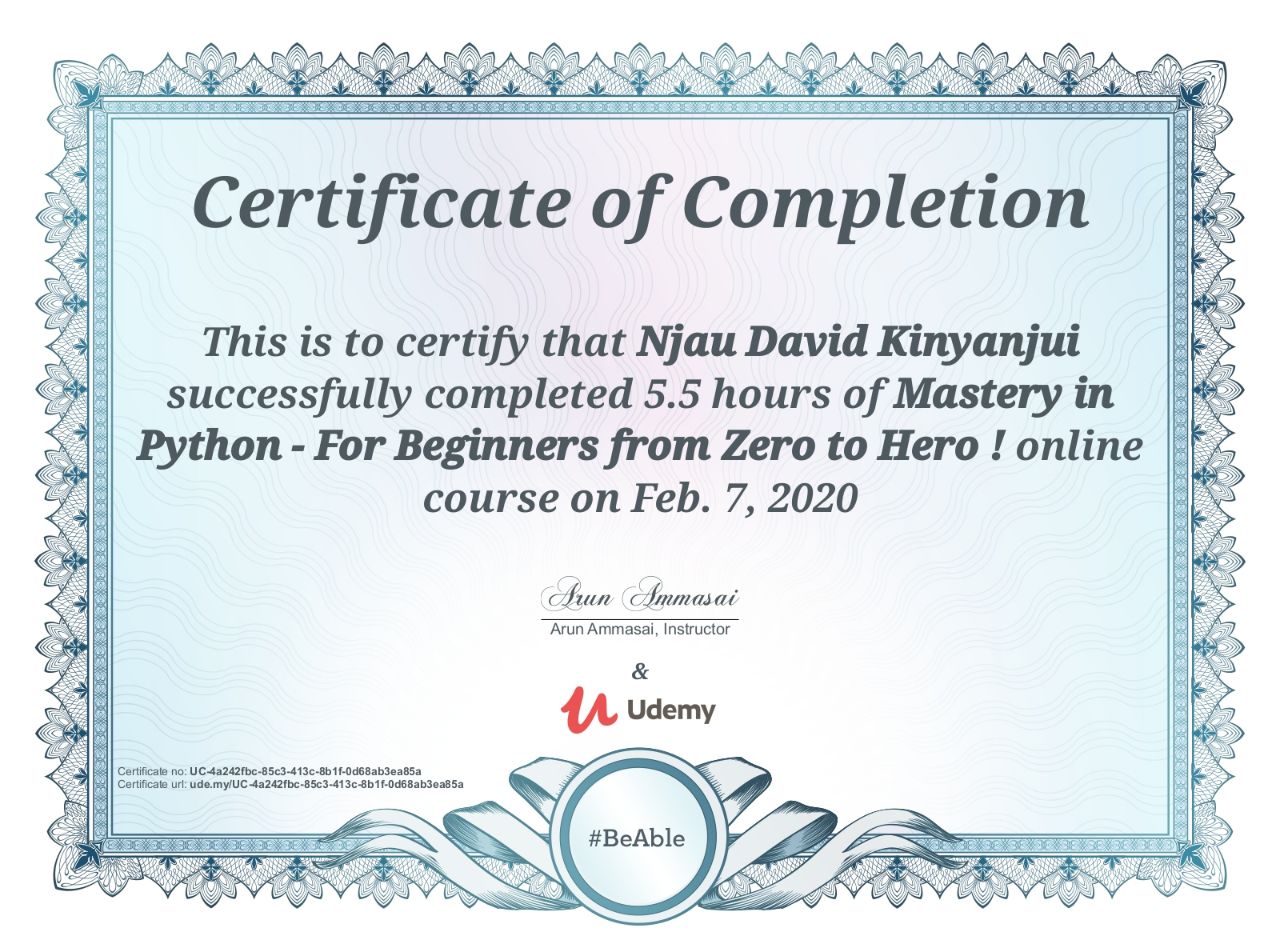 Certificate of Completion
This is to certify that Njau David Kinyanjui
successfully completed 5.5 hours of Mastery in
Python - For Beginners from Zero to Hero ! online
course on Feb. 7, 2020
Arun Ammasai
Arun Ammasai, Instructor
&
Udemy
Certificate no: UC-4a242fbc-85c3-413c-8b1f-0d68ab3ea85a
Certificate url: ude.my/UC-4a242fbc-85c3-413c-8b1f-0d68ab3ea85a
#BeAble